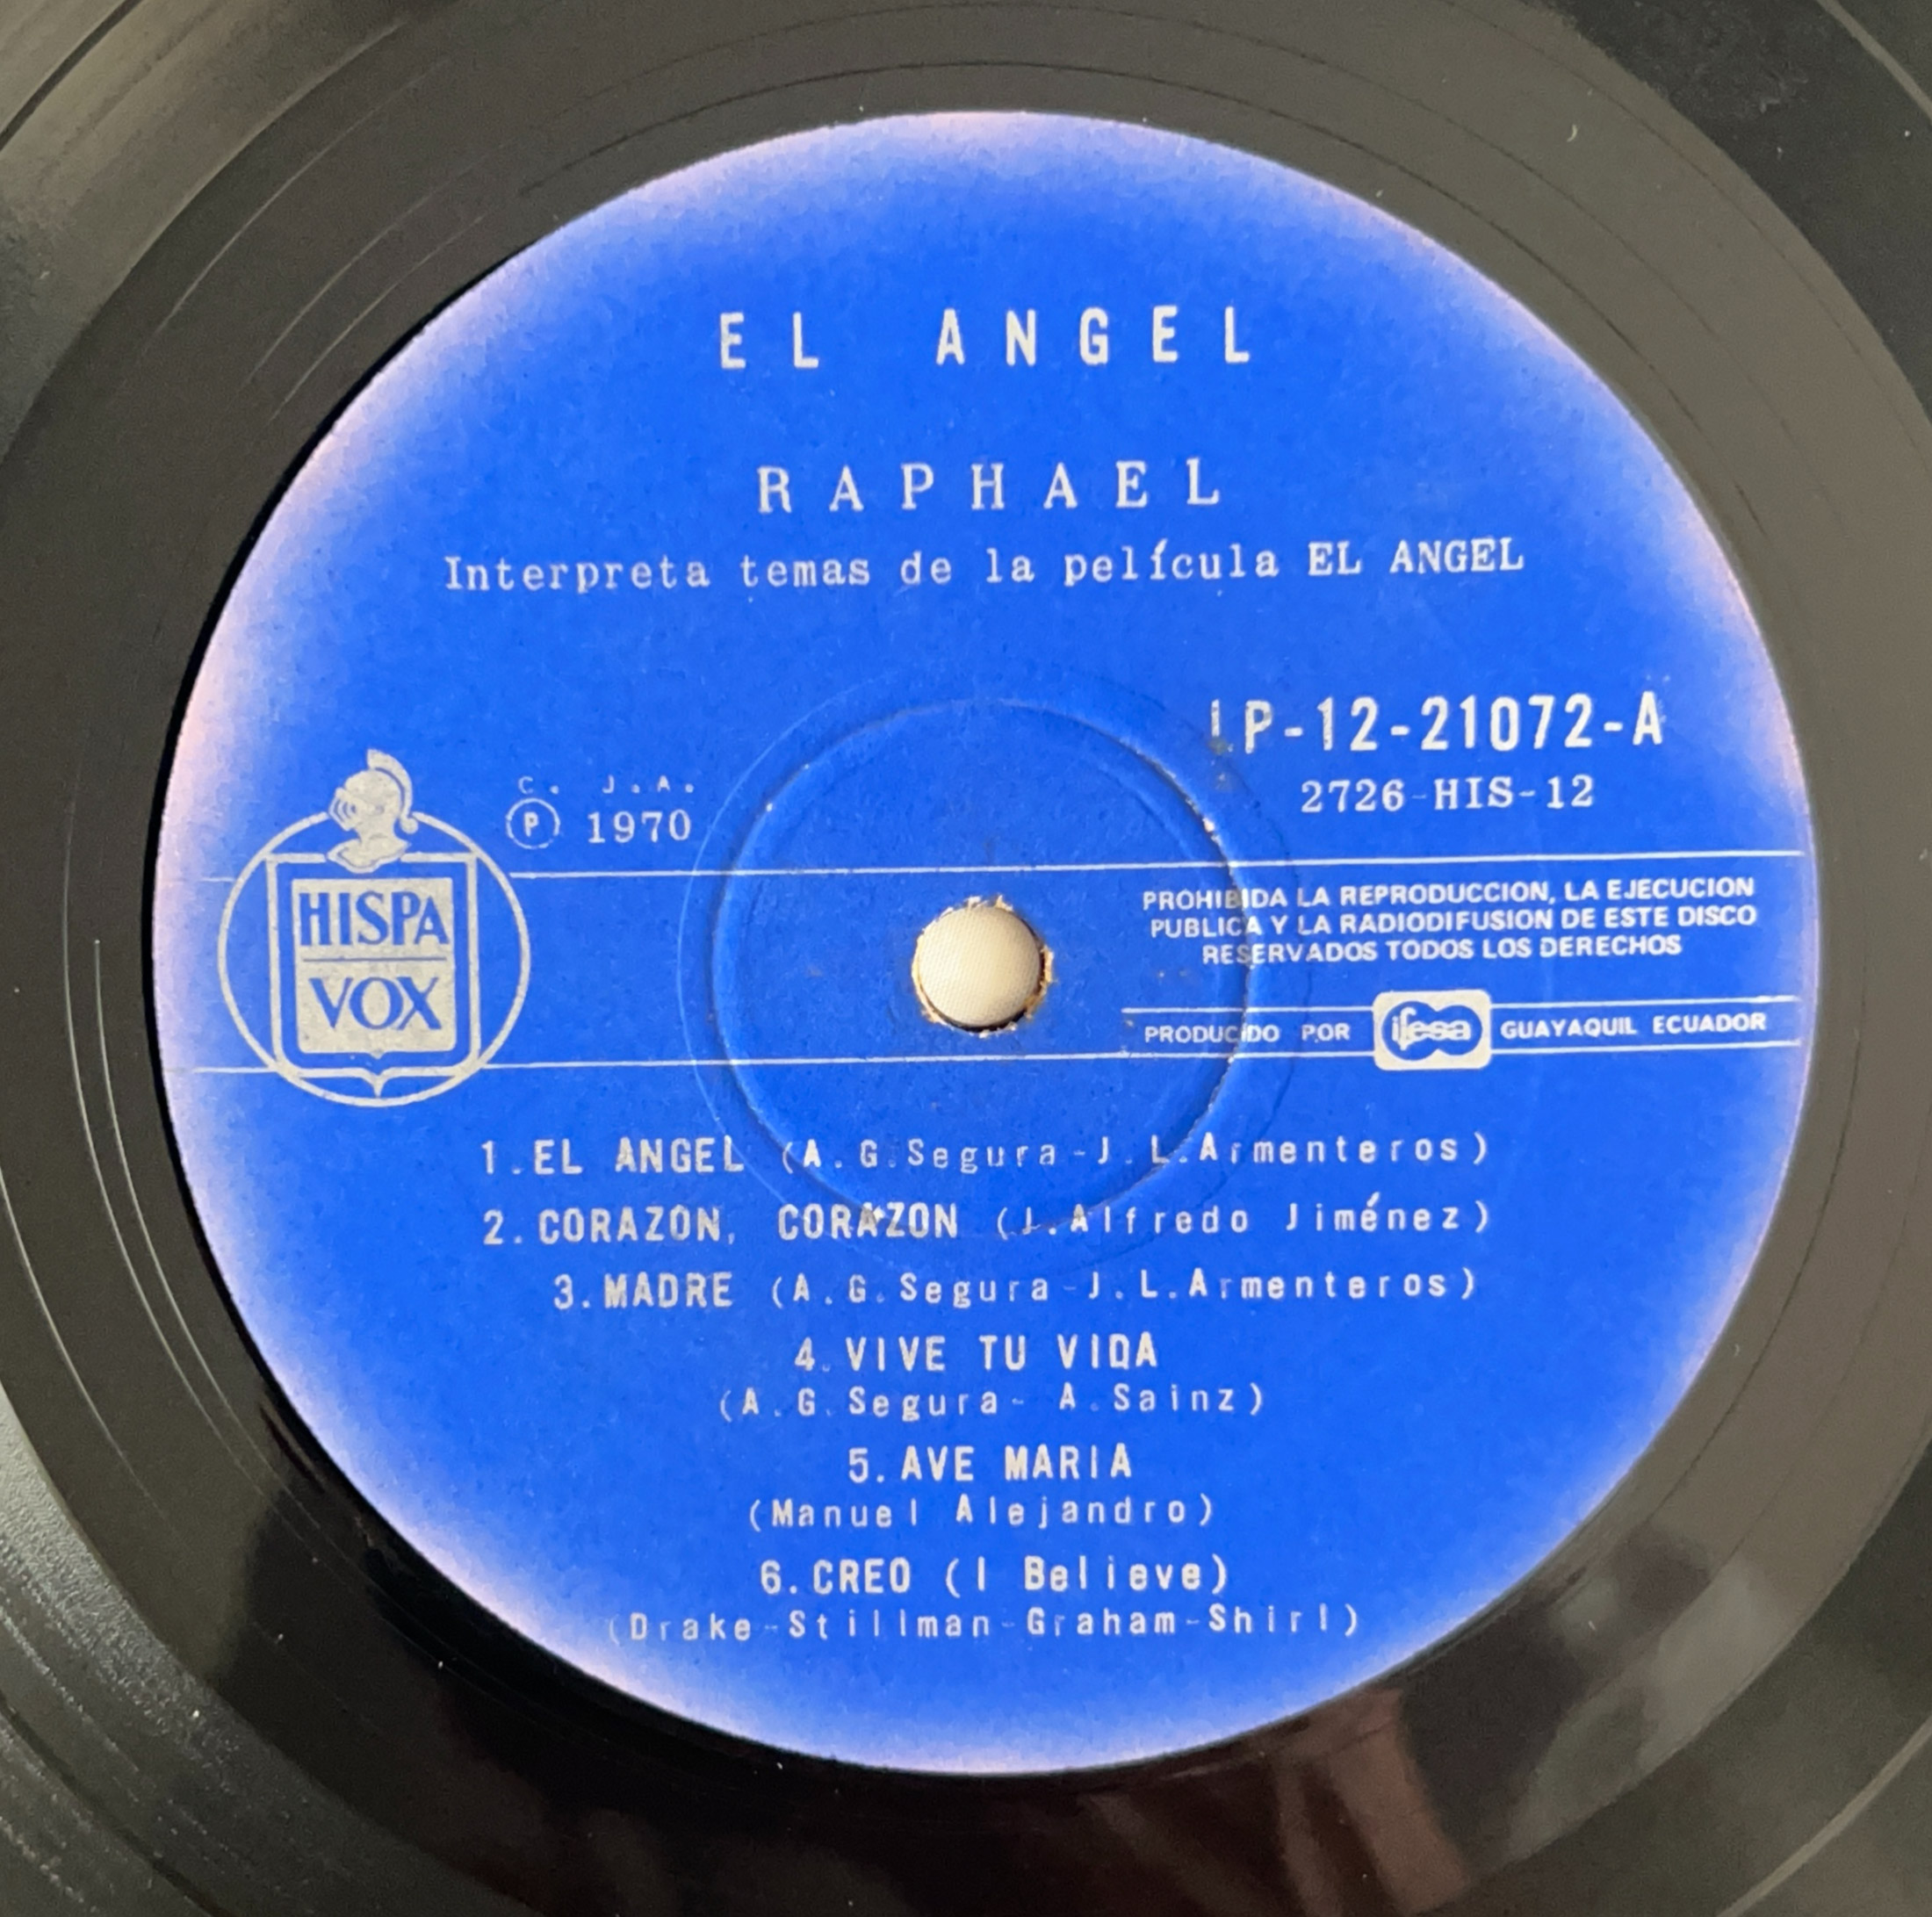 EL ANGEL
RAPHAEL
Interpreta temas de la película EL ANGEL
LP-12-21072-A
2726-HIS-12
C. J.A.
Ⓟ 1970
HISPA
VOX
PROHIBIDA LA REPRODUCCION, LA EJECUCION
PUBLICA Y LA RADIODIFUSION DE ESTE DISCO
RESERVADOS TODOS LOS DERECHOS
PRODUCIDO POR ifesa GUAYAQUIL ECUADOR
1.EL ANGEL (A.G.Segura-J.L.Armenteros)
2.CORAZON, CORAZON (J.Alfredo Jiménez)
3.MADRE (A.G.Segura-J.L.Armenteros)
4.VIVE TU VIDA
(A.G.Segura- A.Sainz)
5.AVE MARIA
(Manuel Alejandro)
6.CREO (I Believe)
(Drake-Stillman-Graham-Shirl)